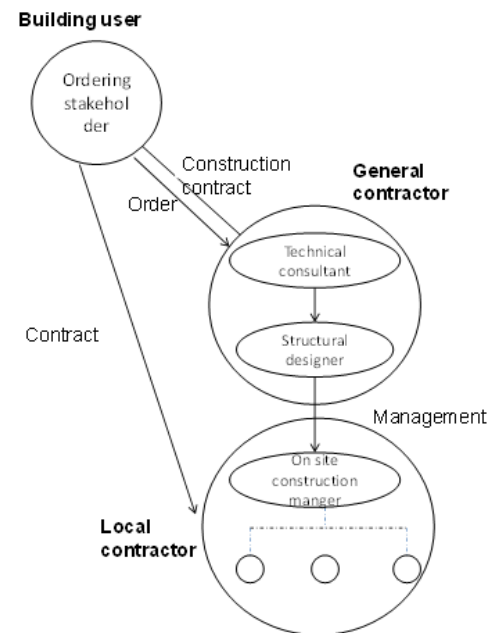 Building user
Ordering
stakehol
der
Construction
contract
Order
General
contractor
Technical
consultant
Structural
designer
Contract
Management
On site
construction
manger
Local
contractor